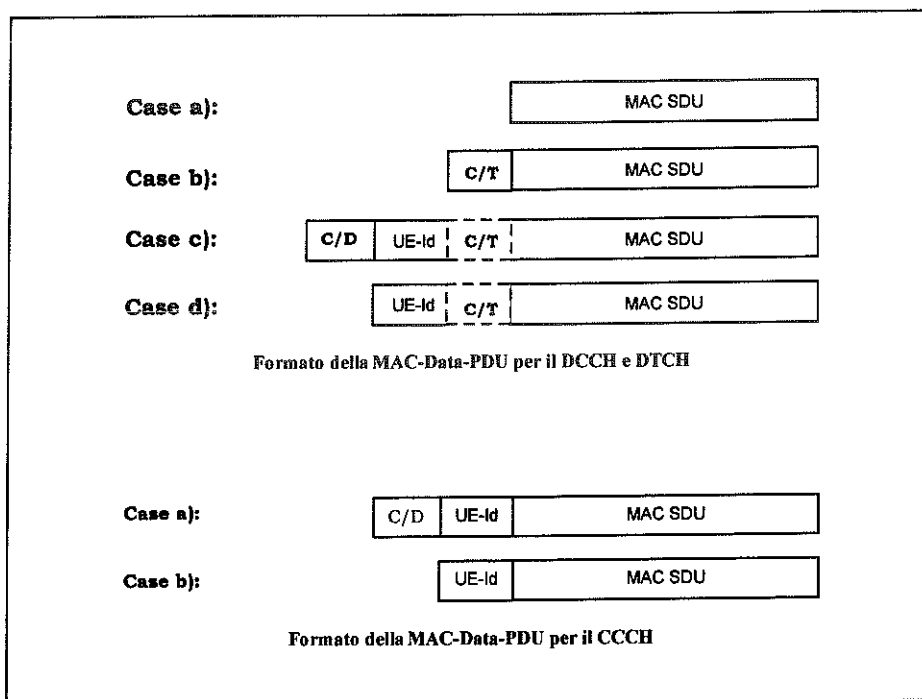 Case a): MAC SDU
Case b): C/T MAC SDU
Case c): C/D UE-Id C/T MAC SDU
Case d): UE-Id C/T MAC SDU
Formato della MAC-Data-PDU per il DCCH e DTCH
Case a): C/D UE-Id MAC SDU
Case b): UE-Id MAC SDU
Formato della MAC-Data-PDU per il CCCH